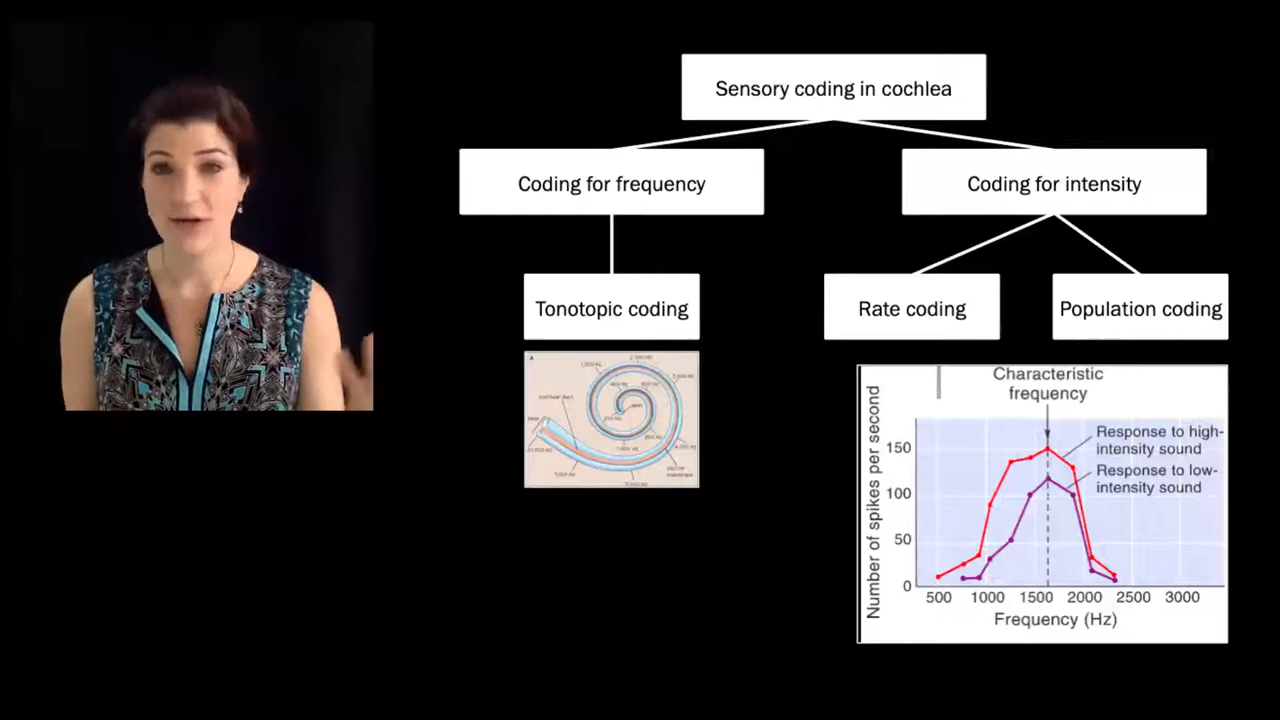 Sensory coding in cochlea
Coding for frequency
Coding for intensity
Tonotopic coding
Rate coding
Population coding
cochlear duct
Characteristic
frequency
Number of spikes per second
Response to high-
intensity sound
Response to low-
intensity sound
150
100
50
0
500 1000 1500 2000 2500 3000
Frequency (Hz)